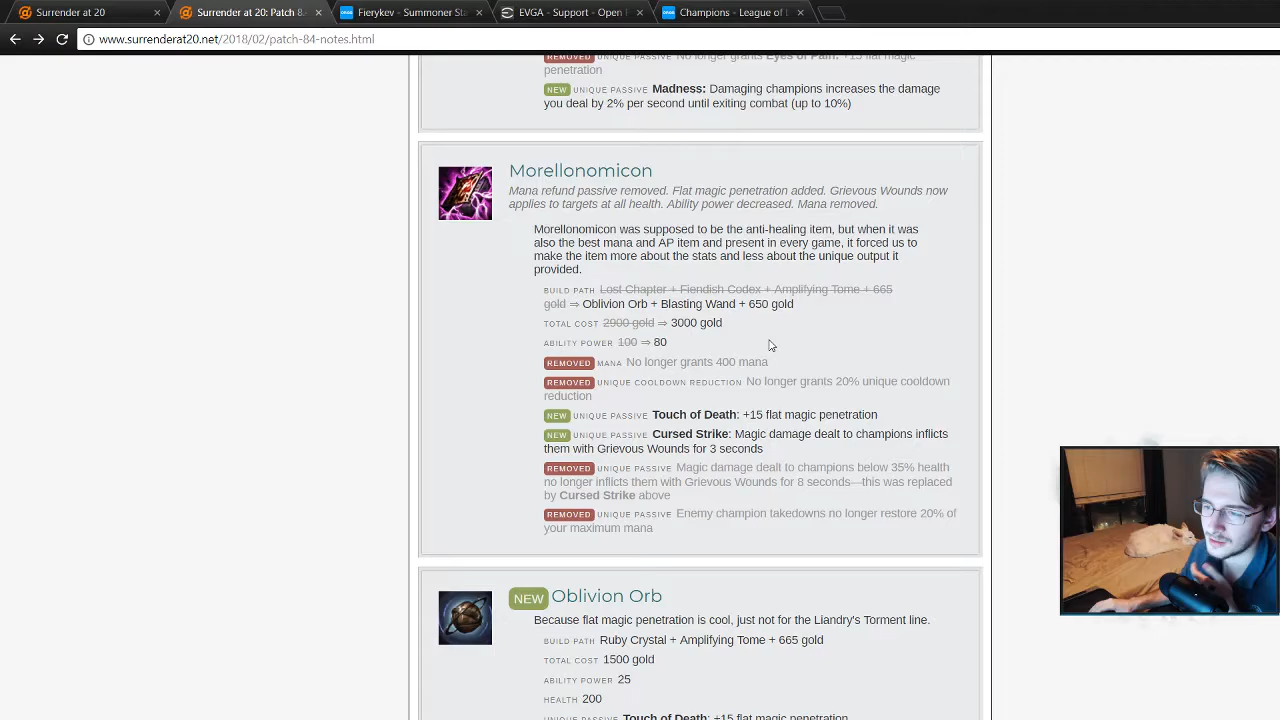 Surrender at 20
Surrender at 20: Patch 8.
Fierykev - Summoner Sta
EVGA - Support - Open R
Champions - League of L
www.surrenderat20.net/2018/02/patch-84-notes.html
REMOVED UNIQUE PASSIVE No longer grants Eyes of Pain: +15 flat magic
penetration
NEW UNIQUE PASSIVE Madness: Damaging champions increases the damage
you deal by 2% per second until exiting combat (up to 10%)
Morellonomicon
Mana refund passive removed. Flat magic penetration added. Grievous Wounds now
applies to targets at all health. Ability power decreased. Mana removed.
Morellonomicon was supposed to be the anti-healing item, but when it was
also the best mana and AP item and present in every game, it forced us to
make the item more about the stats and less about the unique output it
provided.
BUILD PATH Lost Chapter + Fiendish Codex + Amplifying Tome + 665
gold ⇒ Oblivion Orb + Blasting Wand + 650 gold
TOTAL COST 2900 gold ⇒ 3000 gold
ABILITY POWER 100 ⇒ 80
REMOVED MANA No longer grants 400 mana
REMOVED UNIQUE COOLDOWN REDUCTION No longer grants 20% unique cooldown
reduction
NEW UNIQUE PASSIVE Touch of Death: +15 flat magic penetration
NEW UNIQUE PASSIVE Cursed Strike: Magic damage dealt to champions inflicts
them with Grievous Wounds for 3 seconds
REMOVED UNIQUE PASSIVE Magic damage dealt to champions below 35% health
no longer inflicts them with Grievous Wounds for 8 seconds—this was replaced
by Cursed Strike above
REMOVED UNIQUE PASSIVE Enemy champion takedowns no longer restore 20% of
your maximum mana
NEW Oblivion Orb
Because flat magic penetration is cool, just not for the Liandry's Torment line.
BUILD PATH Ruby Crystal + Amplifying Tome + 665 gold
TOTAL COST 1500 gold
ABILITY POWER 25
HEALTH 200
UNIQUE PASSIVE Touch of Death: +15 flat magic penetration